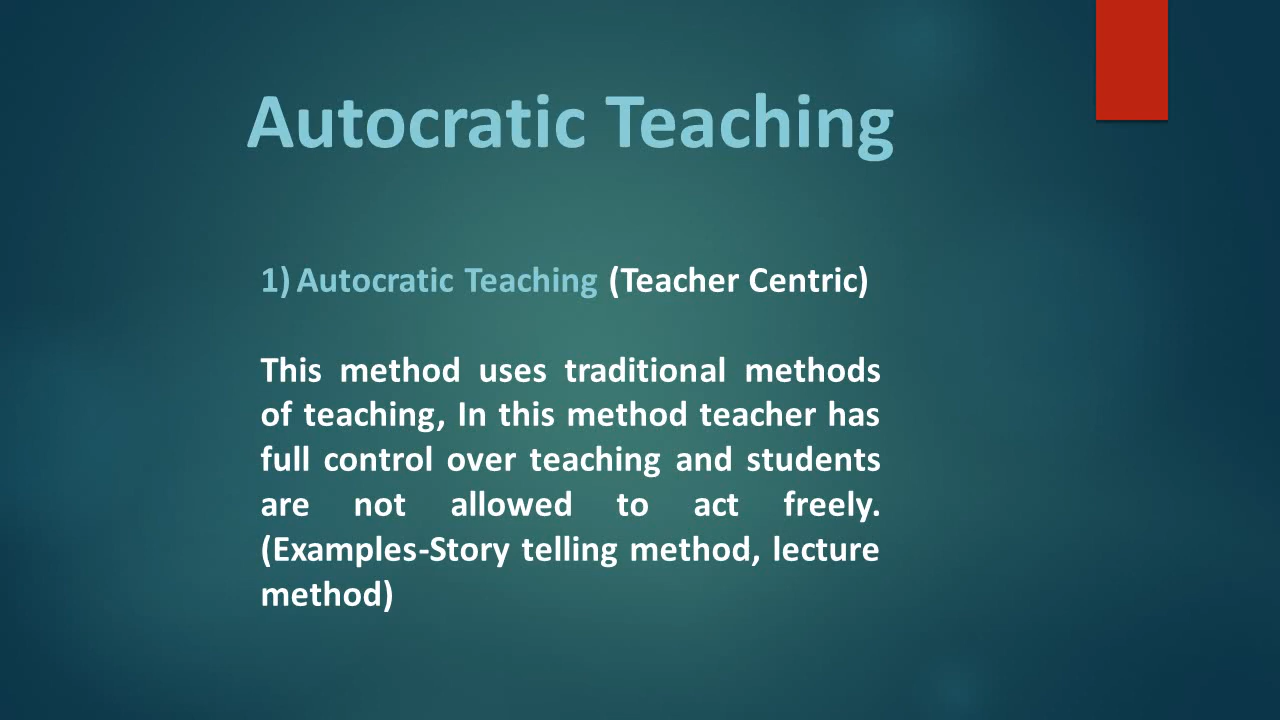 Autocratic Teaching
1) Autocratic Teaching (Teacher Centric)
This method uses traditional methods
of teaching, In this method teacher has
full control over teaching and students
are not allowed to act freely.
(Examples-Story telling method, lecture
method)